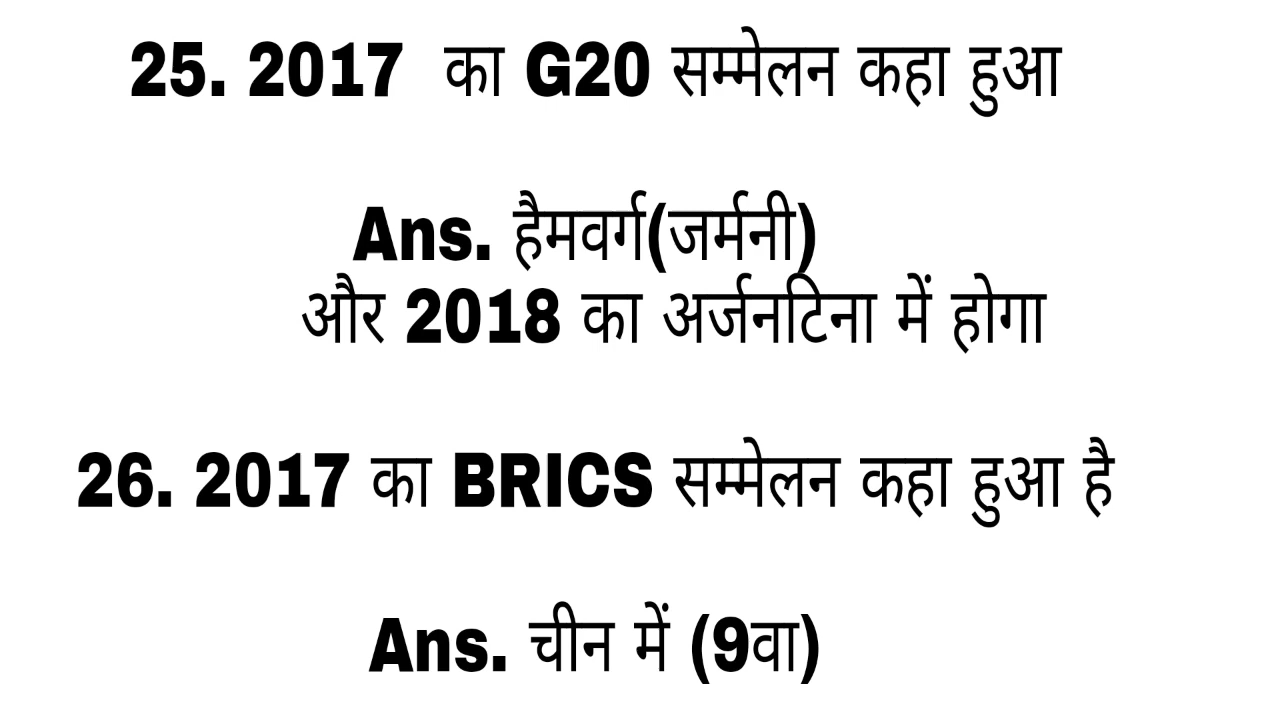 25. 2017 का G20 सम्मेलन कहा हुआ
Ans. हैमवर्ग(जर्मनी)
और 2018 का अर्जनटिना में होगा
26. 2017 का BRICS सम्मेलन कहा हुआ है
Ans. चीन में (9वा)